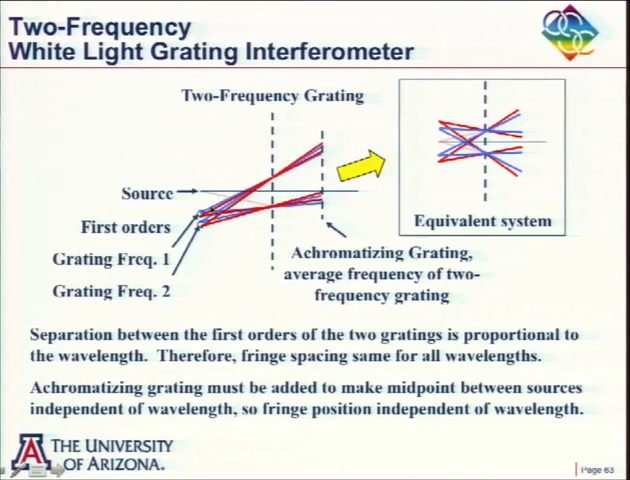 Two-Frequency
White Light Grating Interferometer
Two-Frequency Grating
Source
First orders
Grating Freq. 1
Grating Freq. 2
Equivalent system
Achromatizing Grating,
average frequency of two-
frequency grating
Separation between the first orders of the two gratings is proportional to
the wavelength. Therefore, fringe spacing same for all wavelengths.
Achromatizing grating must be added to make midpoint between sources
independent of wavelength, so fringe position independent of wavelength.
A
THE UNIVERSITY
OF ARIZONA.
Page 63